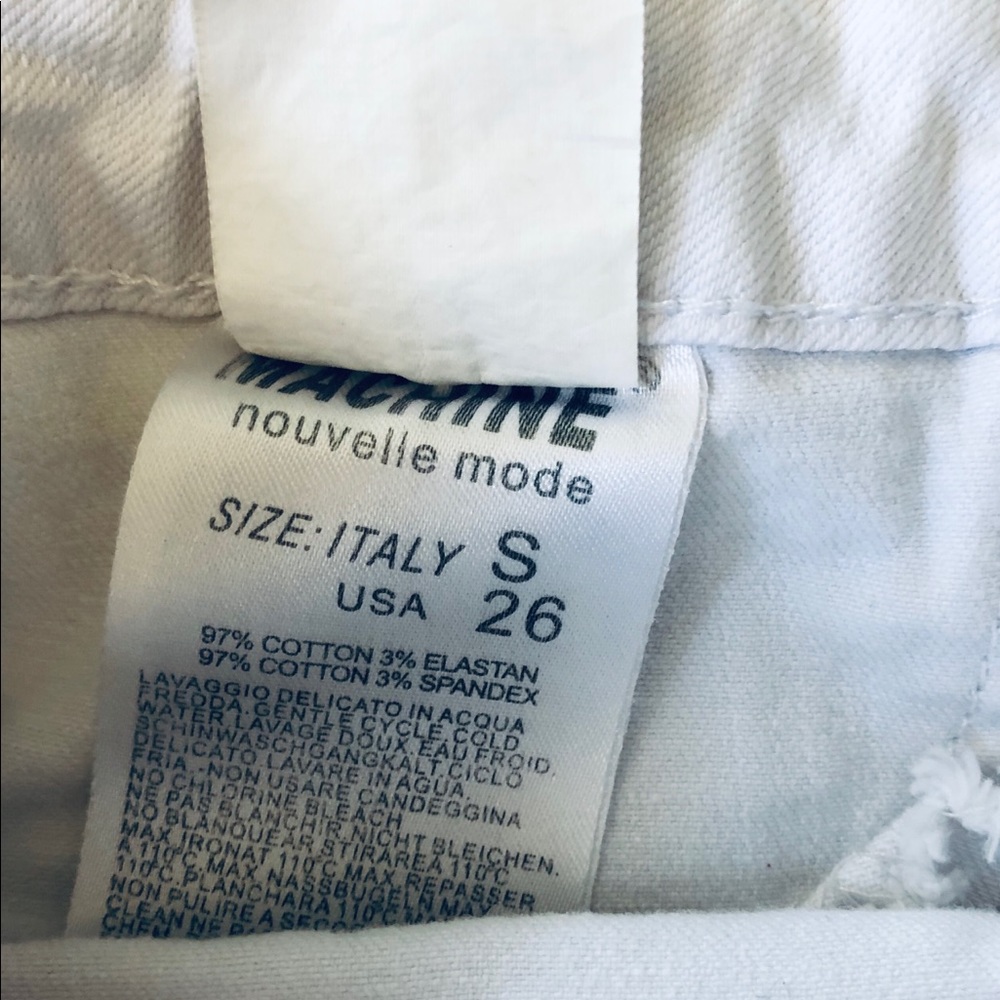 MACHINE
nouvelle mode
SIZE: ITALY S
USA 26
97% COTTON 3% ELASTAN
97% COTTON 3% SPANDEX
LAVAGGIO DELICATO IN ACQUA
FREDDA.GENTLE CYCLE COLD
WATER.LAVAGE DOUX.EAU FROID.
SCHINWASCHGANGKALT.CICLO
DELICATO LAVARE IN AGUA.
FRIA.-NON USARE CANDEGGINA
NO CHLORINE BLEACH
NE PAS BLANCHIR.NICHT BLEICHEN.
NO BLANQUEAR.STIRAREA 110°C
MAX.IRONAT 110°C MAX.REPASSER
A 110°C.MAX.NASSBUGELN MAX
110°C.PLANCHARA 110°C MAX
NON PULIRE A
CLEAN NE